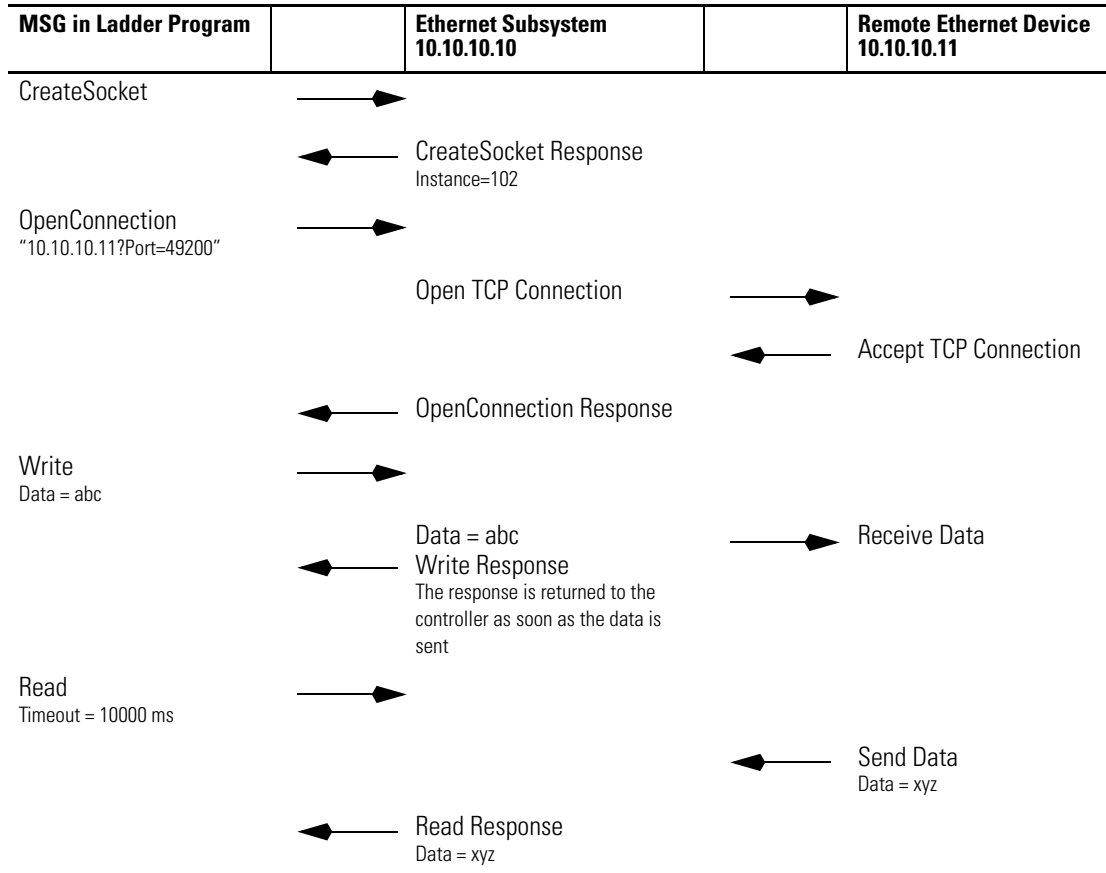 MSG in Ladder Program
Ethernet Subsystem
10.10.10.10
Remote Ethernet Device
10.10.10.11
CreateSocket
CreateSocket Response
Instance=102
OpenConnection
“10.10.10.11?Port=49200”
Open TCP Connection
Accept TCP Connection
OpenConnection Response
Write
Data = abc
Data = abc
Receive Data
Write Response
The response is returned to the
controller as soon as the data is
sent
Read
Timeout = 10000 ms
Send Data
Data = xyz
Read Response
Data = xyz